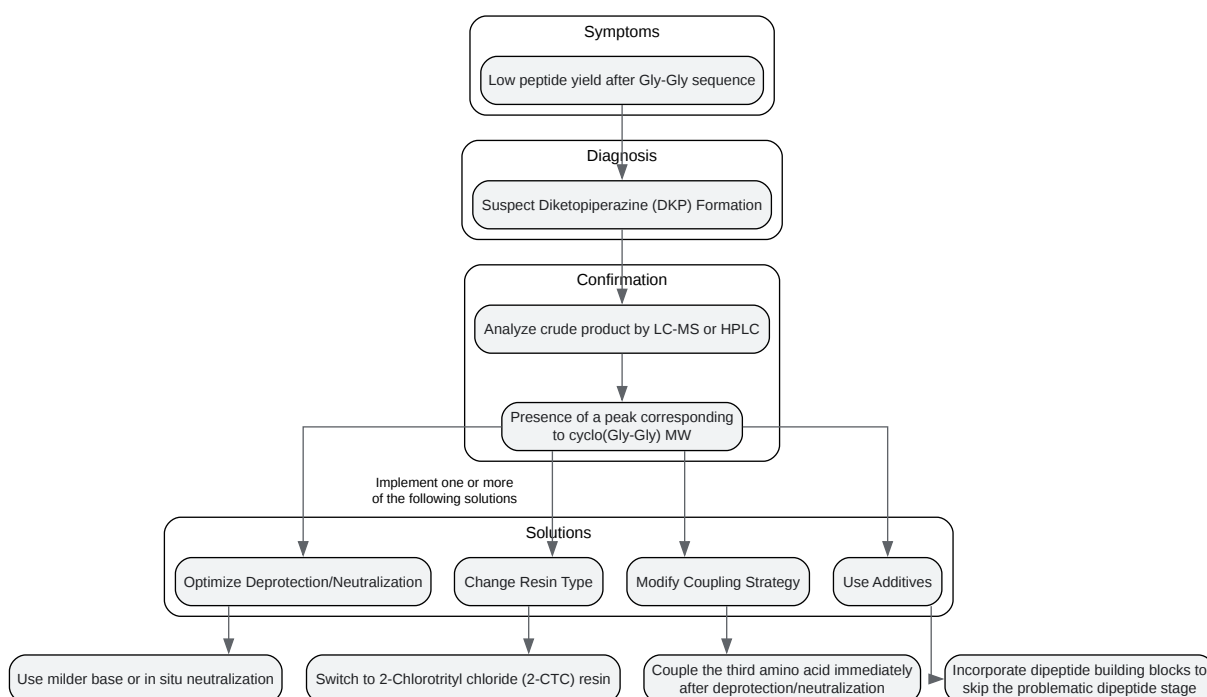 Symptoms
Low peptide yield after Gly-Gly sequence
Diagnosis
Suspect Diketopiperazine (DKP) Formation
Confirmation
Analyze crude product by LC-MS or HPLC
Presence of a peak corresponding
to cyclo(Gly-Gly) MW
Implement one or more
of the following solutions
Solutions
Optimize Deprotection/Neutralization
Change Resin Type
Modify Coupling Strategy
Use Additives
Use milder base or in situ neutralization
Switch to 2-Chlorotrityl chloride (2-CTC) resin
Couple the third amino acid immediately
after deprotection/neutralization
Incorporate dipeptide building blocks to
skip the problematic dipeptide stage